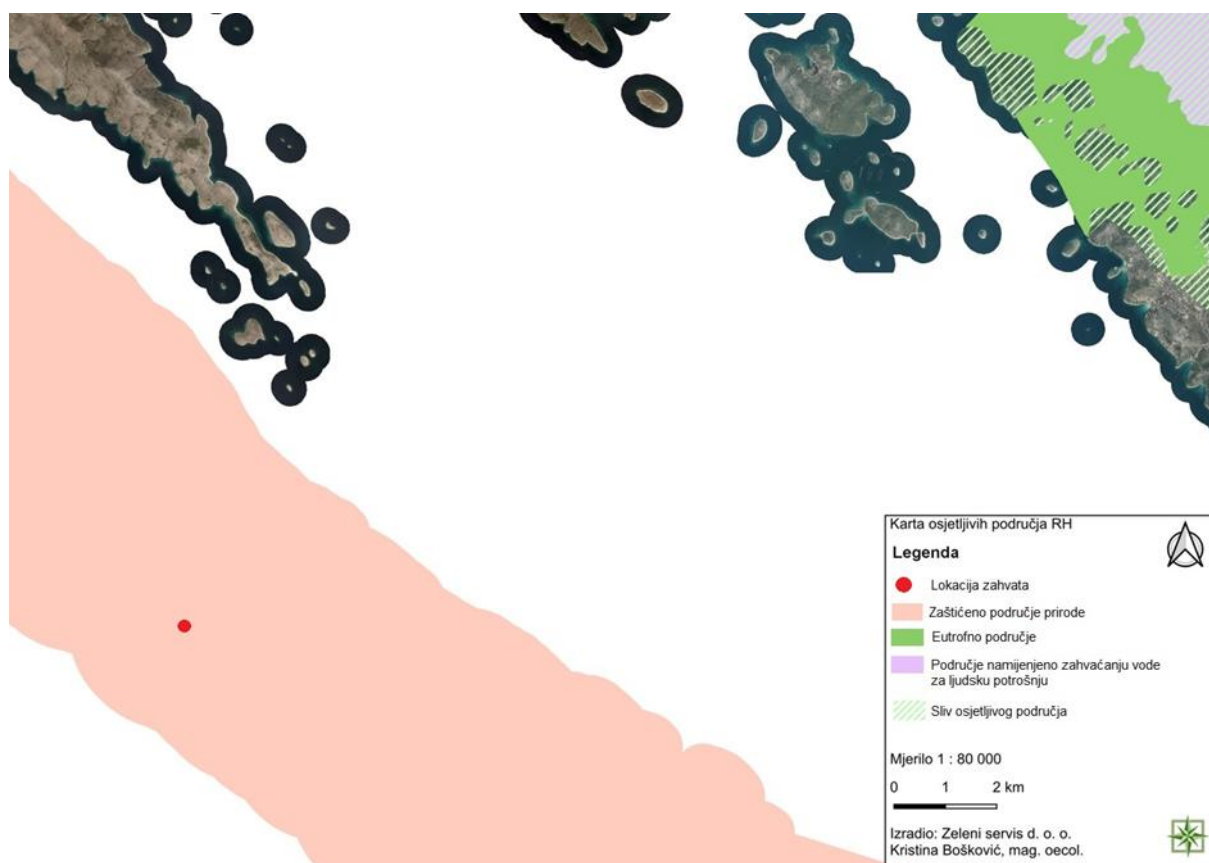 Karta osjetljivih područja RH
Legenda
Lokacija zahvata
Zaštićeno područje prirode
Eutrofno područje
Područje namijenjeno zahvaćanju vode
za ljudsku potrošnju
Sliv osjetljivog područja
Mjerilo 1 : 80 000
0 1 2 km
Izradio: Zeleni servis d. o. o.
Kristina Bošković, mag. oecol.